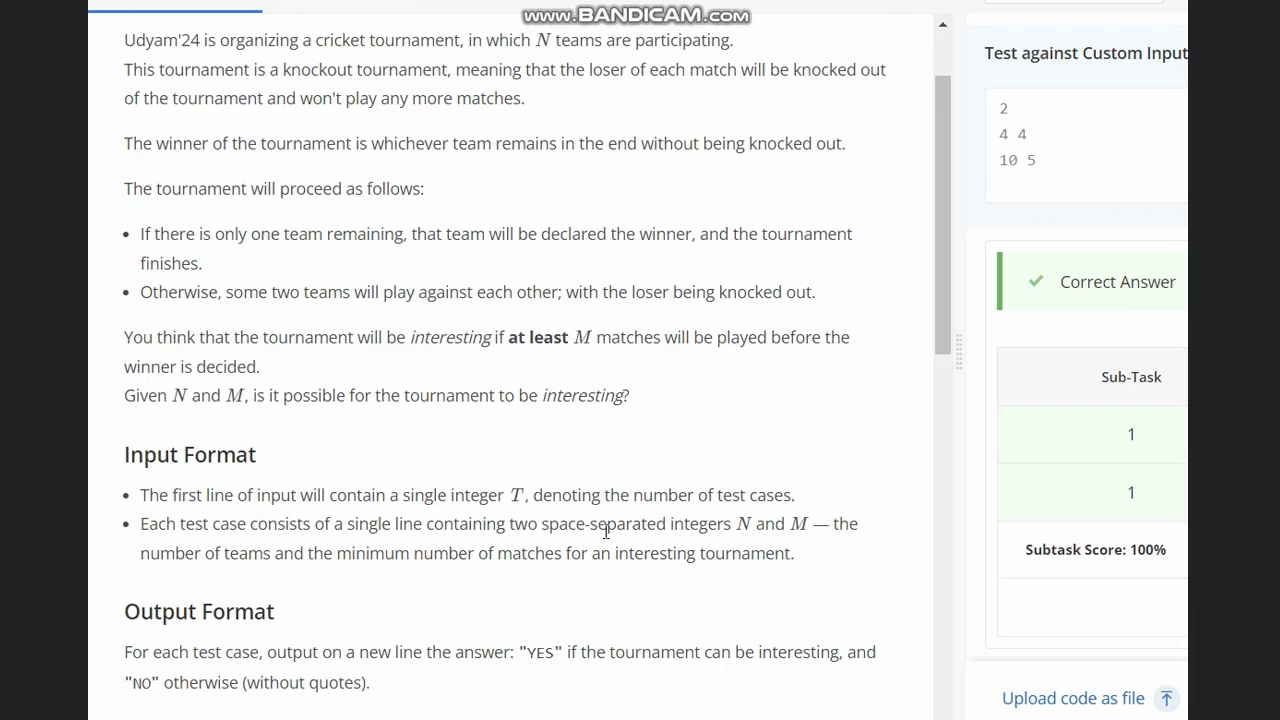 www.BANDICAM.com
Udyam'24 is organizing a cricket tournament, in which N teams are participating.
This tournament is a knockout tournament, meaning that the loser of each match will be knocked out
of the tournament and won't play any more matches.
The winner of the tournament is whichever team remains in the end without being knocked out.
The tournament will proceed as follows:
• If there is only one team remaining, that team will be declared the winner, and the tournament
finishes.
• Otherwise, some two teams will play against each other; with the loser being knocked out.
You think that the tournament will be interesting if at least M matches will be played before the
winner is decided.
Given N and M, is it possible for the tournament to be interesting?
Input Format
• The first line of input will contain a single integer T, denoting the number of test cases.
• Each test case consists of a single line containing two space-separated integers N and M — the
number of teams and the minimum number of matches for an interesting tournament.
Output Format
For each test case, output on a new line the answer: "YES" if the tournament can be interesting, and
"NO" otherwise (without quotes).
Test against Custom Input
2
4 4
10 5
Correct Answer
Sub-Task
1
1
Subtask Score: 100%
Upload code as file